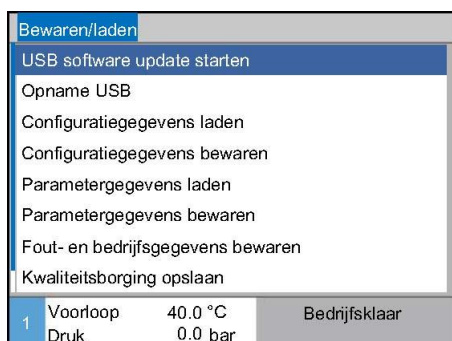 Bewaren/laden
USB software update starten
Opname USB
Configuratiegegevens laden
Configuratiegegevens bewaren
Parametergegevens laden
Parametergegevens bewaren
Fout- en bedrijfsgegevens bewaren
Kwaliteitsborging opslaan
1 Voorloop 40.0 °C Bedrijfsklaar
Druk 0.0 bar